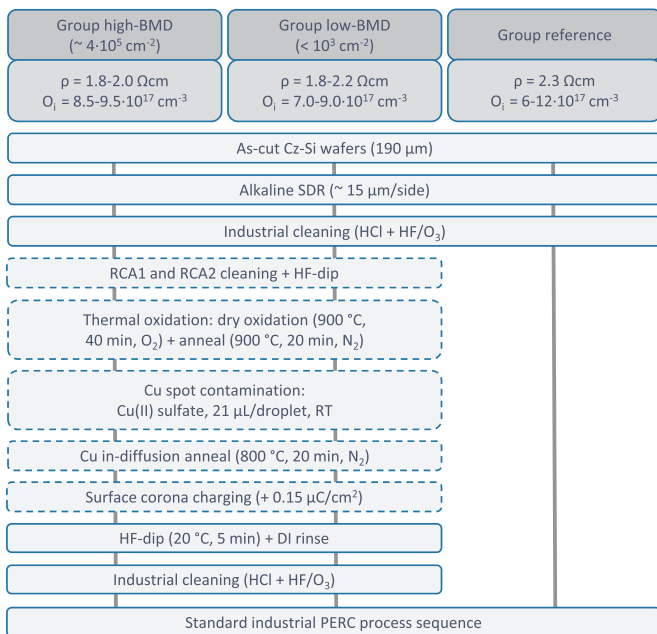 Group high-BMD
(~ 4·10⁵ cm⁻²)
Group low-BMD
(< 10³ cm⁻²)
Group reference
ρ = 1.8-2.0 Ωcm
Oᵢ = 8.5-9.5·10¹⁷ cm⁻³
ρ = 1.8-2.2 Ωcm
Oᵢ = 7.0-9.0·10¹⁷ cm⁻³
ρ = 2.3 Ωcm
Oᵢ = 6-12·10¹⁷ cm⁻³
As-cut Cz-Si wafers (190 µm)
Alkaline SDR (~ 15 µm/side)
Industrial cleaning (HCl + HF/O₃)
RCA1 and RCA2 cleaning + HF-dip
Thermal oxidation: dry oxidation (900 °C,
40 min, O₂) + anneal (900 °C, 20 min, N₂)
Cu spot contamination:
Cu(II) sulfate, 21 µL/droplet, RT
Cu in-diffusion anneal (800 °C, 20 min, N₂)
Surface corona charging (+ 0.15 µC/cm²)
HF-dip (20 °C, 5 min) + DI rinse
Industrial cleaning (HCl + HF/O₃)
Standard industrial PERC process sequence